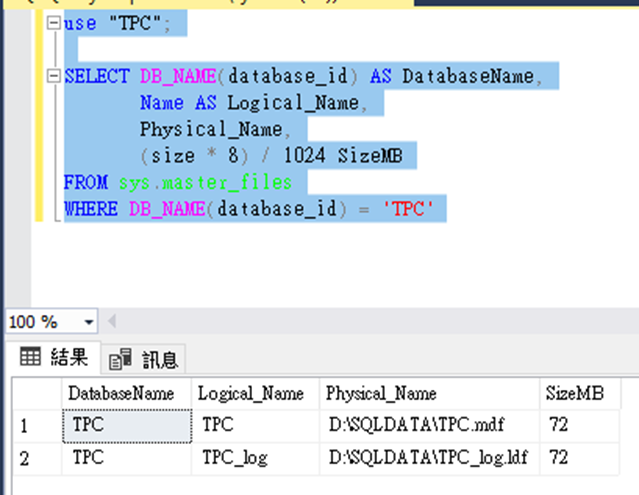 use "TPC";
SELECT DB_NAME(database_id) AS DatabaseName,
Name AS Logical_Name,
Physical_Name,
(size * 8) / 1024 SizeMB
FROM sys.master_files
WHERE DB_NAME(database_id) = 'TPC'
100 %
結果 訊息
DatabaseName Logical_Name Physical_Name SizeMB
1 TPC TPC D:\SQLDATA\TPC.mdf 72
2 TPC TPC_log D:\SQLDATA\TPC_log.ldf 72